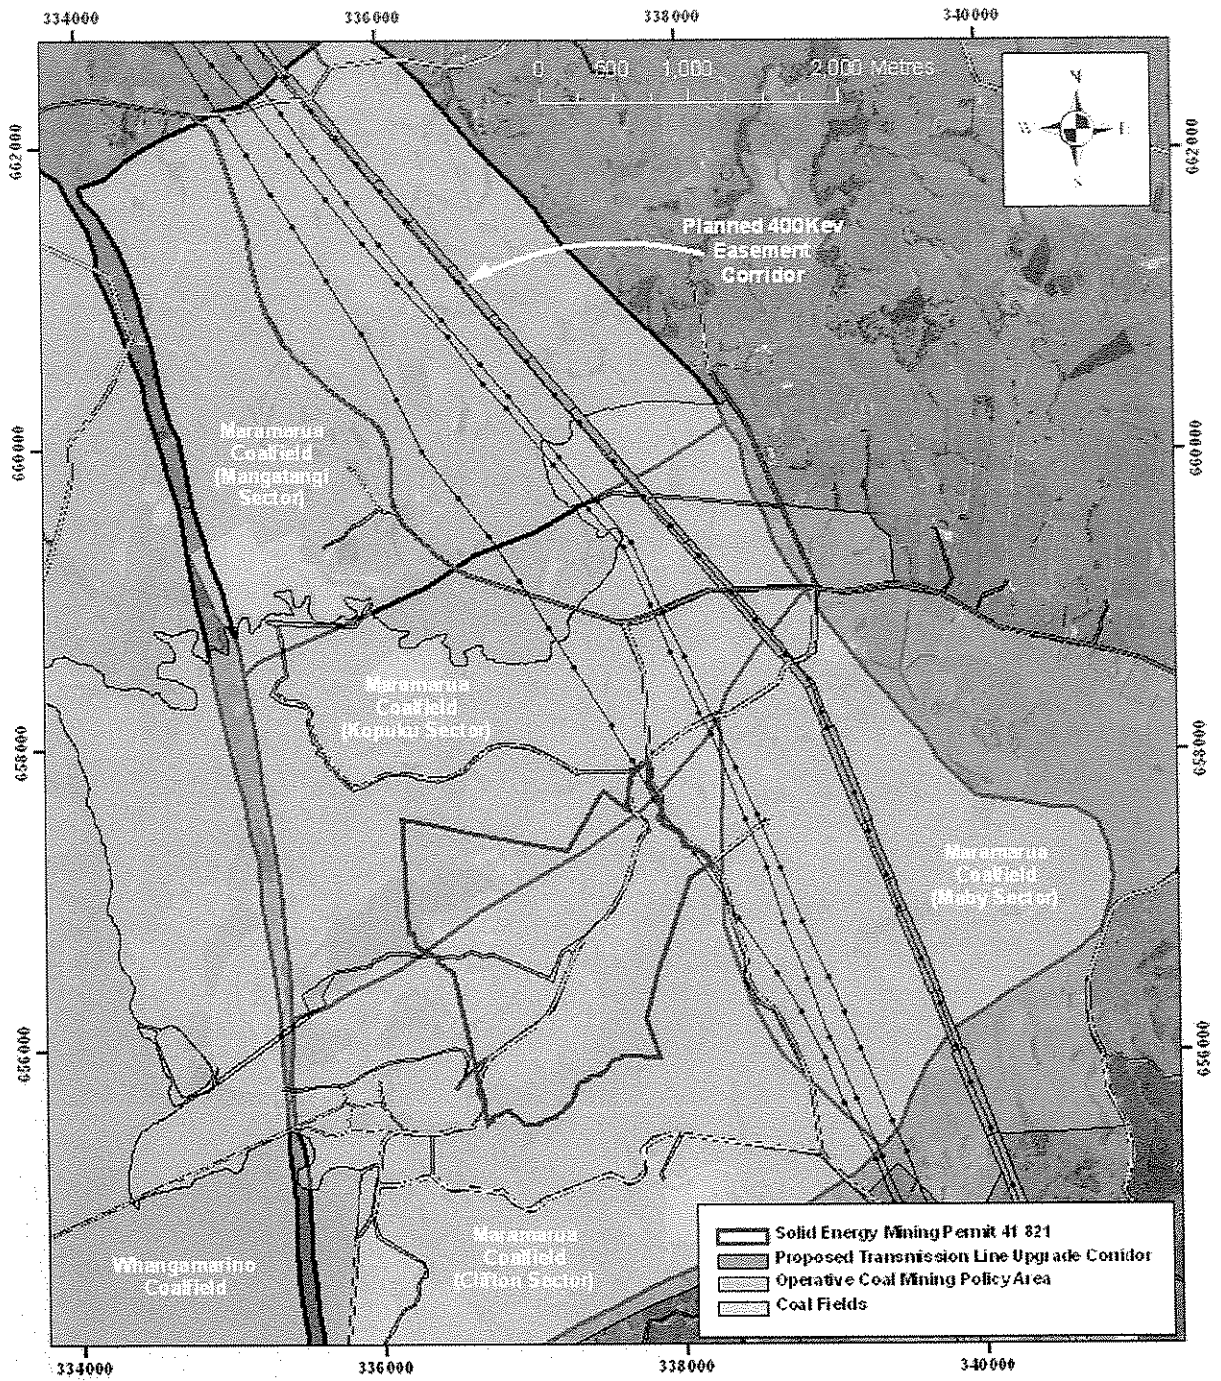 334000 336000 338000 340000
0 500 1,000 2,000 Metres
N
W E
S
662000 662000
Planned 400Kev
Easement
Corridor
660000 660000
Maramarua
Coalfield
(Mangatangi
Sector)
Maramarua
Coalfield
(Kopuku Sector)
658000 658000
Maramarua
Coalfield
(Maby Sector)
656000 656000
Solid Energy Mining Permit 41 821
Proposed Transmission Line Upgrade Corridor
Operative Coal Mining Policy Area
Coal Fields
Maramarua
Coalfield
(Clifton Sector)
Whangamarino
Coalfield
334000 336000 338000 340000